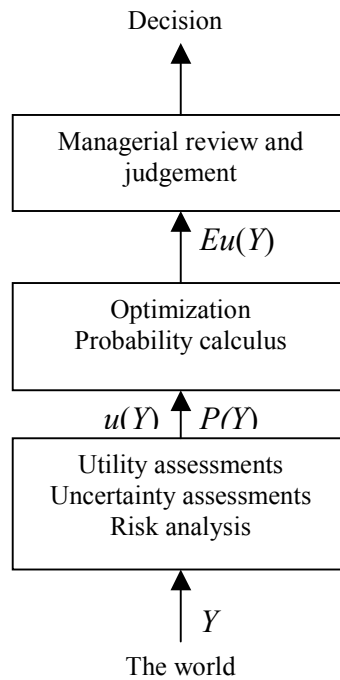 Decision
Managerial review and
judgement
Eu(Y)
Optimization
Probability calculus
u(Y) P(Y)
Utility assessments
Uncertainty assessments
Risk analysis
Y
The world